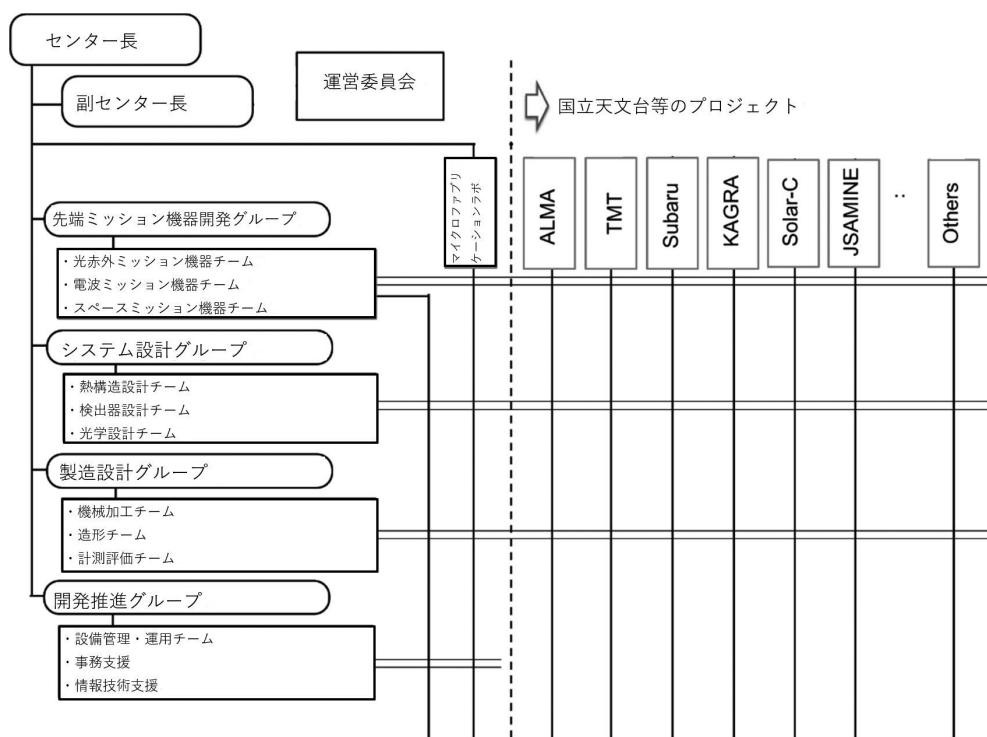 センター長
副センター長
運営委員会
国立天文台等のプロジェクト
マイクロファブリ
ケーションラボ
ALMA
TMT
Subaru
KAGRA
Solar-C
JSAMINE
::
Others
先端ミッション機器開発グループ
・光赤外ミッション機器チーム
・電波ミッション機器チーム
・スペースミッション機器チーム
システム設計グループ
・熱構造設計チーム
・検出器設計チーム
・光学設計チーム
製造設計グループ
・機械加工チーム
・造形チーム
・計測評価チーム
開発推進グループ
・設備管理・運用チーム
・事務支援
・情報技術支援